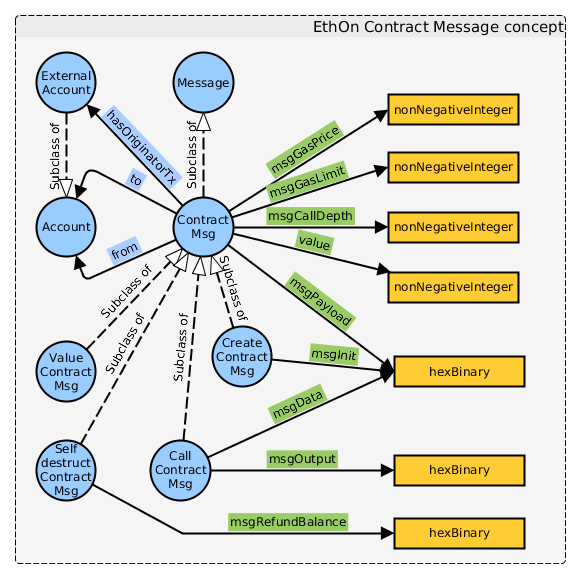 EthOn Contract Message concept
External
Account
Message
nonNegativeInteger
hasOriginatorTx
Subclass of
Subclass of
msgGasPrice
nonNegativeInteger
msgGasLimit
to
Account
Contract
Msg
msgCallDepth
nonNegativeInteger
from
value
nonNegativeInteger
Subclass of
Subclass of
Subclass of
Subclass of
msgPayload
Value
Contract
Msg
Create
Contract
Msg
msgInit
hexBinary
msgData
Self
destruct
Contract
Msg
Call
Contract
Msg
msgOutput
hexBinary
msgRefundBalance
hexBinary